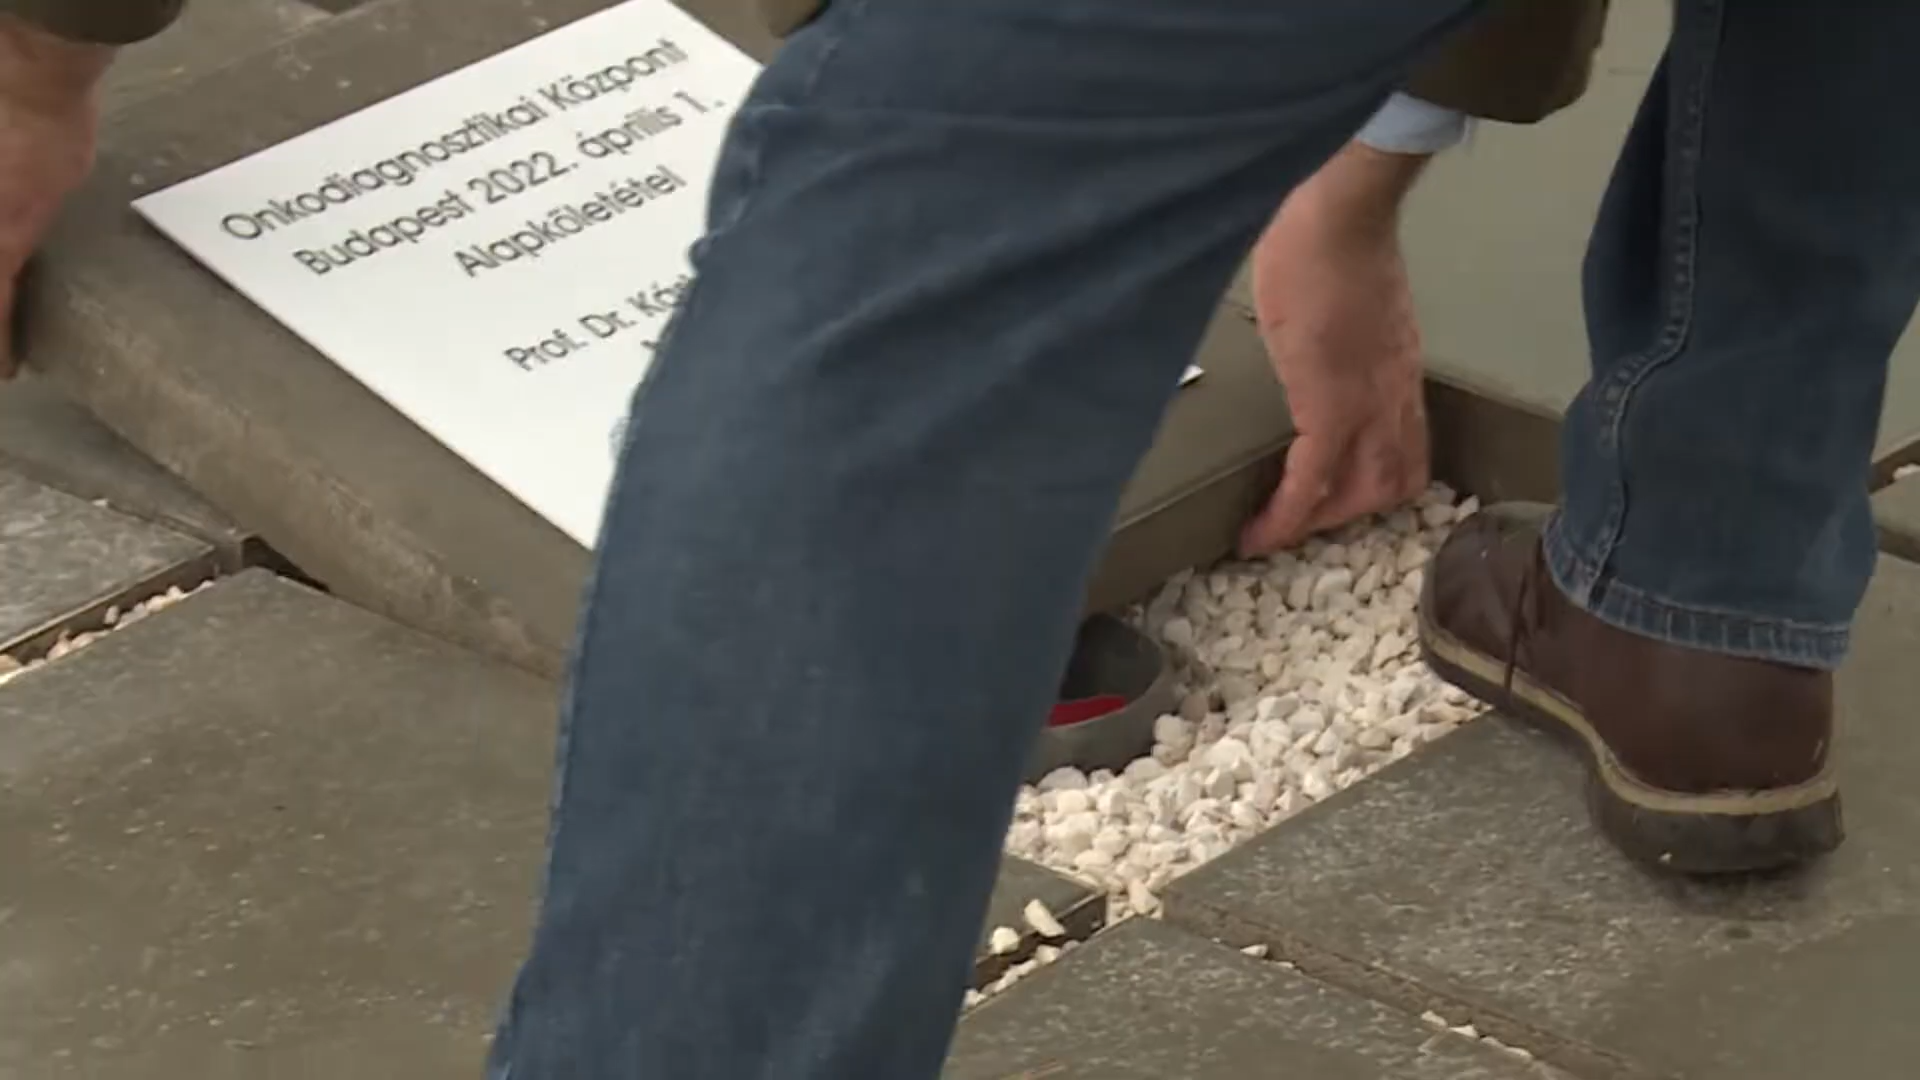 Onkodiagnosztikai Központ
Budapest 2022. április 1.
Alapkőletétel
Prof. Dr.